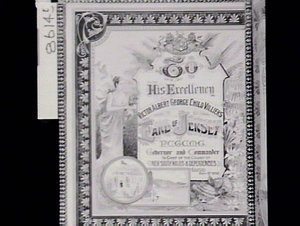 86145
To
His Excellency
VICTOR ALBERT GEORGE CHILD VILLIERS
EARL OF JERSEY
P.C. G.C.M.G.
Governor and Commander
IN CHIEF OF THE COLONY OF
NEW SOUTH WALES & DEPENDENCIES